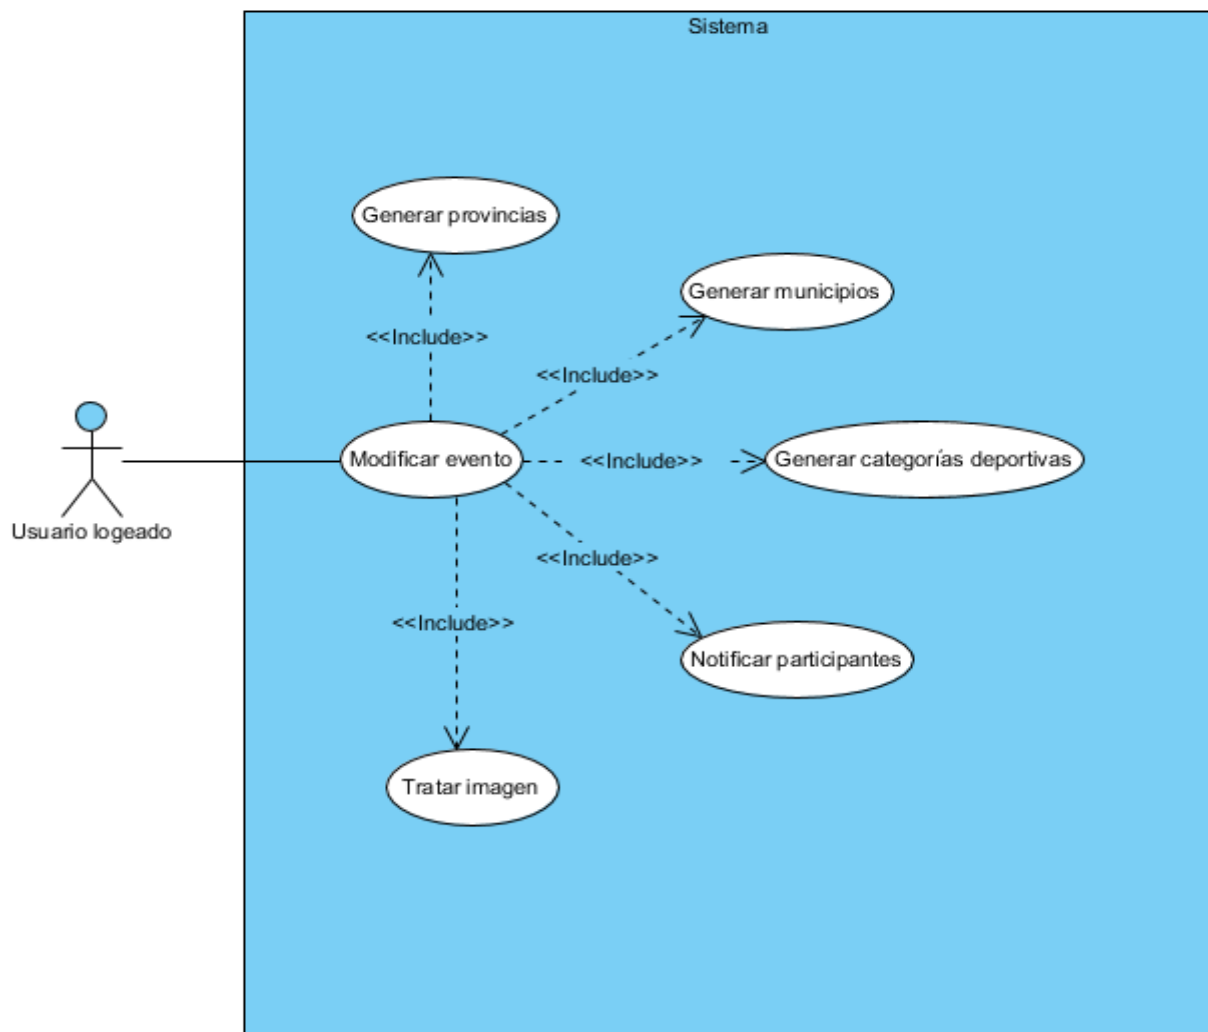 Sistema
Generar provincias
Generar municipios
<<Include>>
<<Include>>
Modificar evento
<<Include>>
Generar categorías deportivas
Usuario logeado
<<Include>>
<<Include>>
Notificar participantes
Tratar imagen